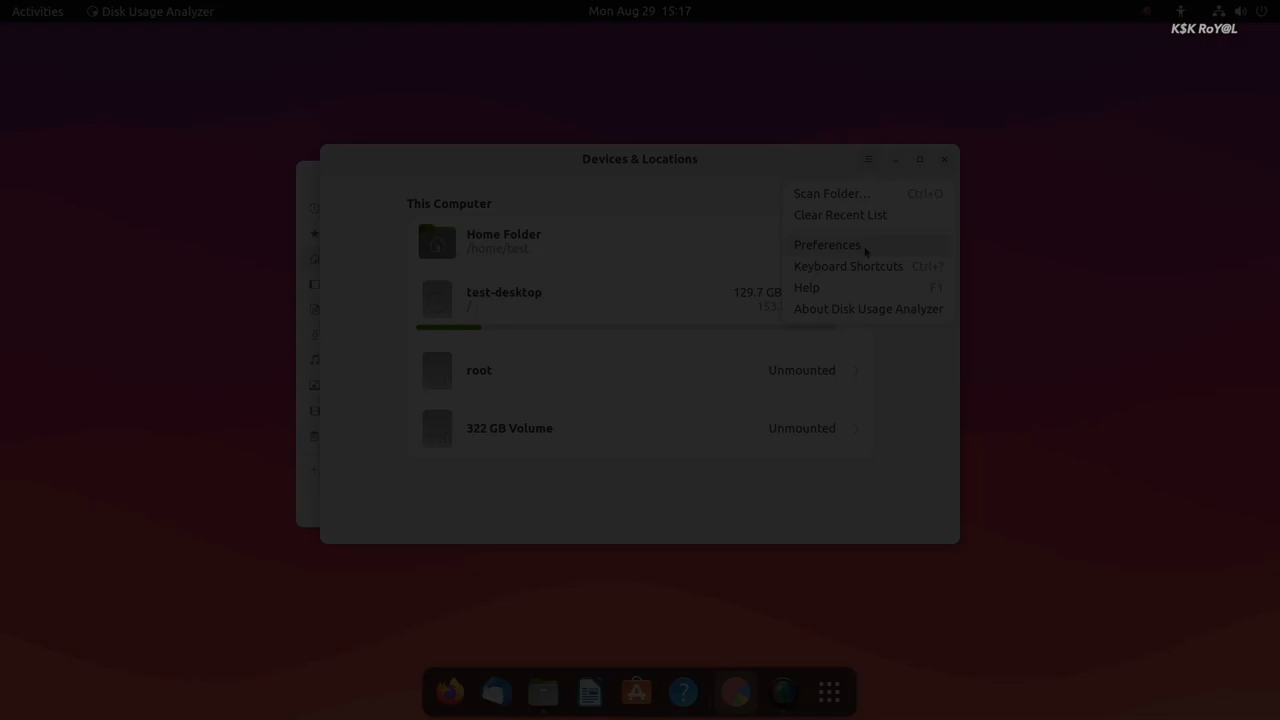 Activities
Disk Usage Analyzer
Mon Aug 29 15:17
K$K RoY@L
Devices & Locations
This Computer
Home Folder
/home/test
test-desktop
129.7 GB
/
153.
root
Unmounted
322 GB Volume
Unmounted
Scan Folder... Ctrl+O
Clear Recent List
Preferences
Keyboard Shortcuts Ctrl+?
Help F1
About Disk Usage Analyzer